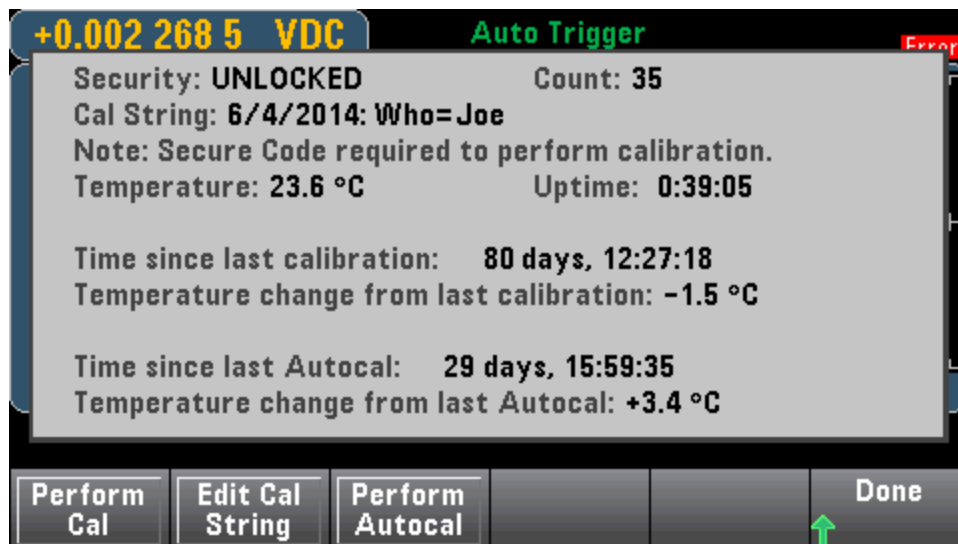 +0.002 268 5 VDC Auto Trigger Error
Security: UNLOCKED Count: 35
Cal String: 6/4/2014: Who=Joe
Note: Secure Code required to perform calibration.
Temperature: 23.6 °C Uptime: 0:39:05
Time since last calibration: 80 days, 12:27:18
Temperature change from last calibration: -1.5 °C
Time since last Autocal: 29 days, 15:59:35
Temperature change from last Autocal: +3.4 °C
Perform Cal
Edit Cal String
Perform Autocal
Done